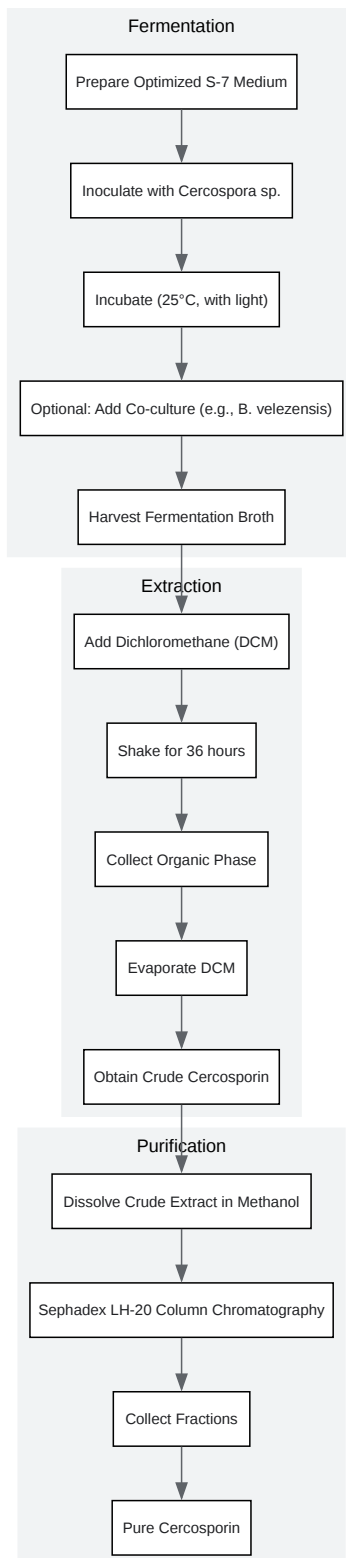 Fermentation
Prepare Optimized S-7 Medium
Inoculate with Cercospora sp.
Incubate (25°C, with light)
Optional: Add Co-culture (e.g., B. velezensis)
Harvest Fermentation Broth
Extraction
Add Dichloromethane (DCM)
Shake for 36 hours
Collect Organic Phase
Evaporate DCM
Obtain Crude Cercosporin
Purification
Dissolve Crude Extract in Methanol
Sephadex LH-20 Column Chromatography
Collect Fractions
Pure Cercosporin